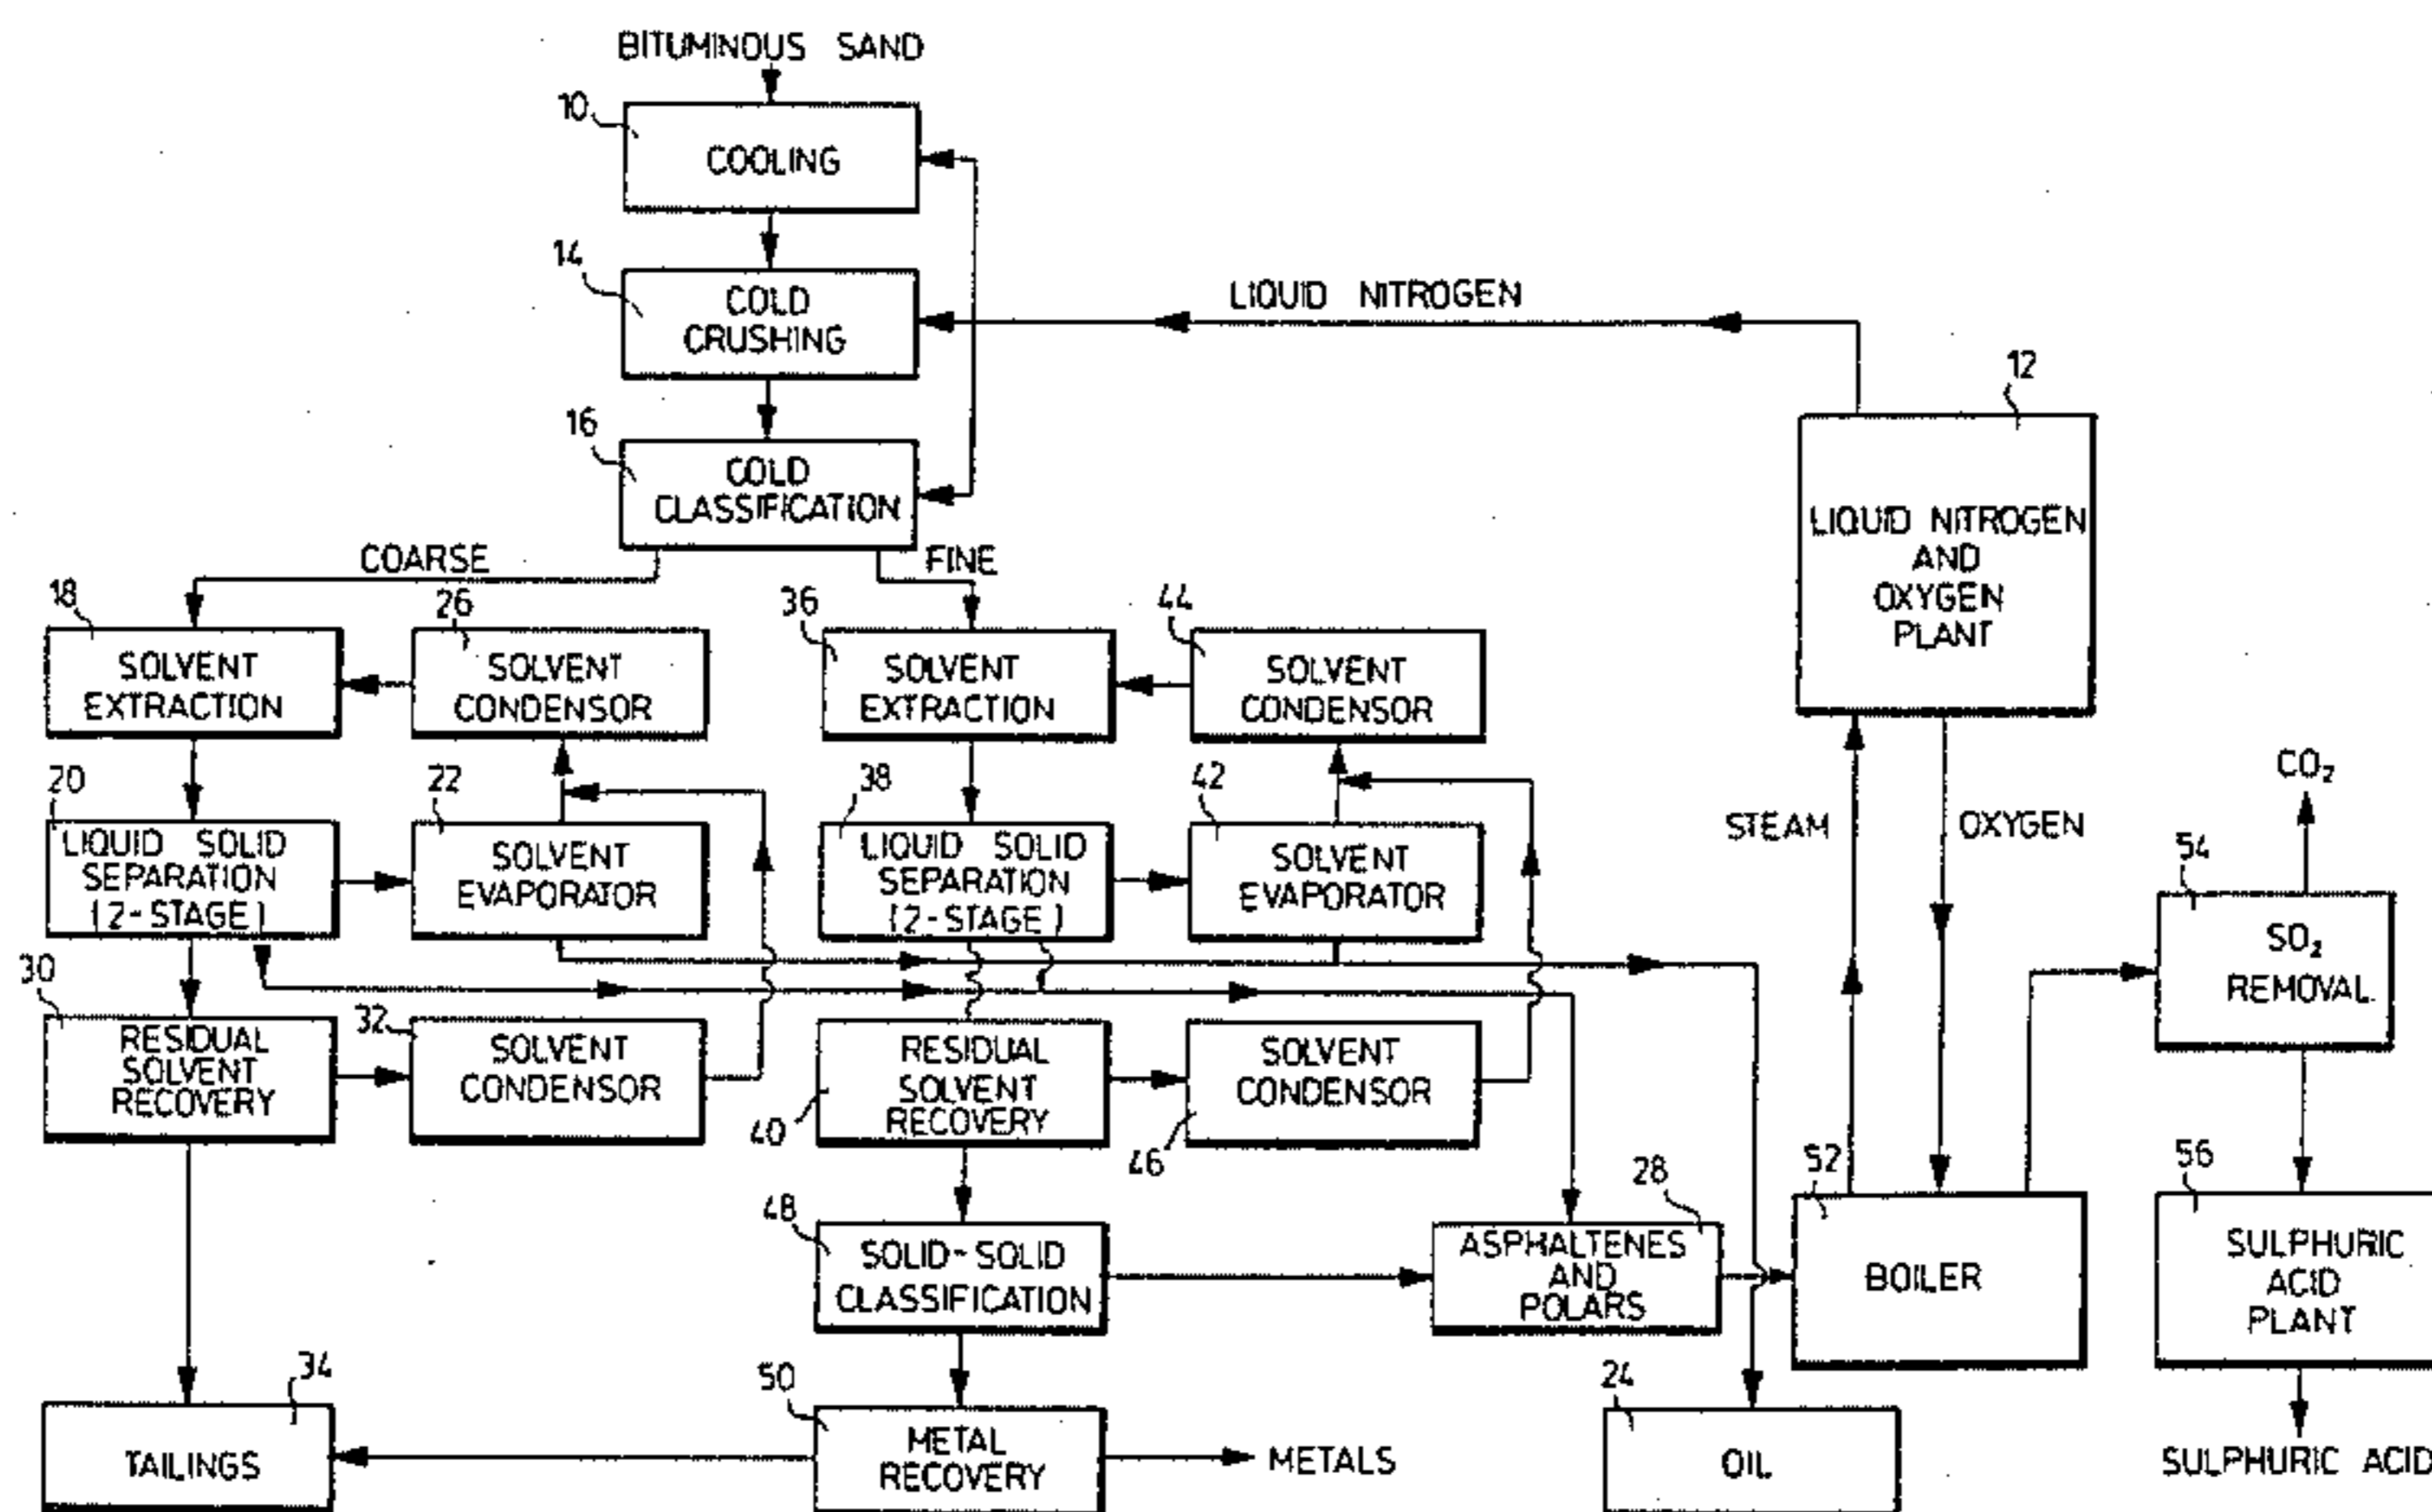 BITUMINOUS SAND
10
COOLING
14
COLD
CRUSHING
LIQUID NITROGEN
12
16
COLD
CLASSIFICATION
LIQUID NITROGEN
AND
OXYGEN
PLANT
COARSE
FINE
18
SOLVENT
EXTRACTION
26
SOLVENT
CONDENSOR
36
SOLVENT
EXTRACTION
44
SOLVENT
CONDENSOR
20
LIQUID SOLID
SEPARATION
(2-STAGE)
22
SOLVENT
EVAPORATOR
38
LIQUID SOLID
SEPARATION
(2-STAGE)
42
SOLVENT
EVAPORATOR
STEAM
OXYGEN
CO₂
54
SO₂
REMOVAL
30
RESIDUAL
SOLVENT
RECOVERY
32
SOLVENT
CONDENSOR
40
RESIDUAL
SOLVENT
RECOVERY
46
SOLVENT
CONDENSOR
48
SOLID-SOLID
CLASSIFICATION
28
ASPHALTENES
AND
POLARS
52
BOILER
56
SULPHURIC
ACID
PLANT
34
TAILINGS
50
METAL
RECOVERY
METALS
24
OIL
SULPHURIC ACID